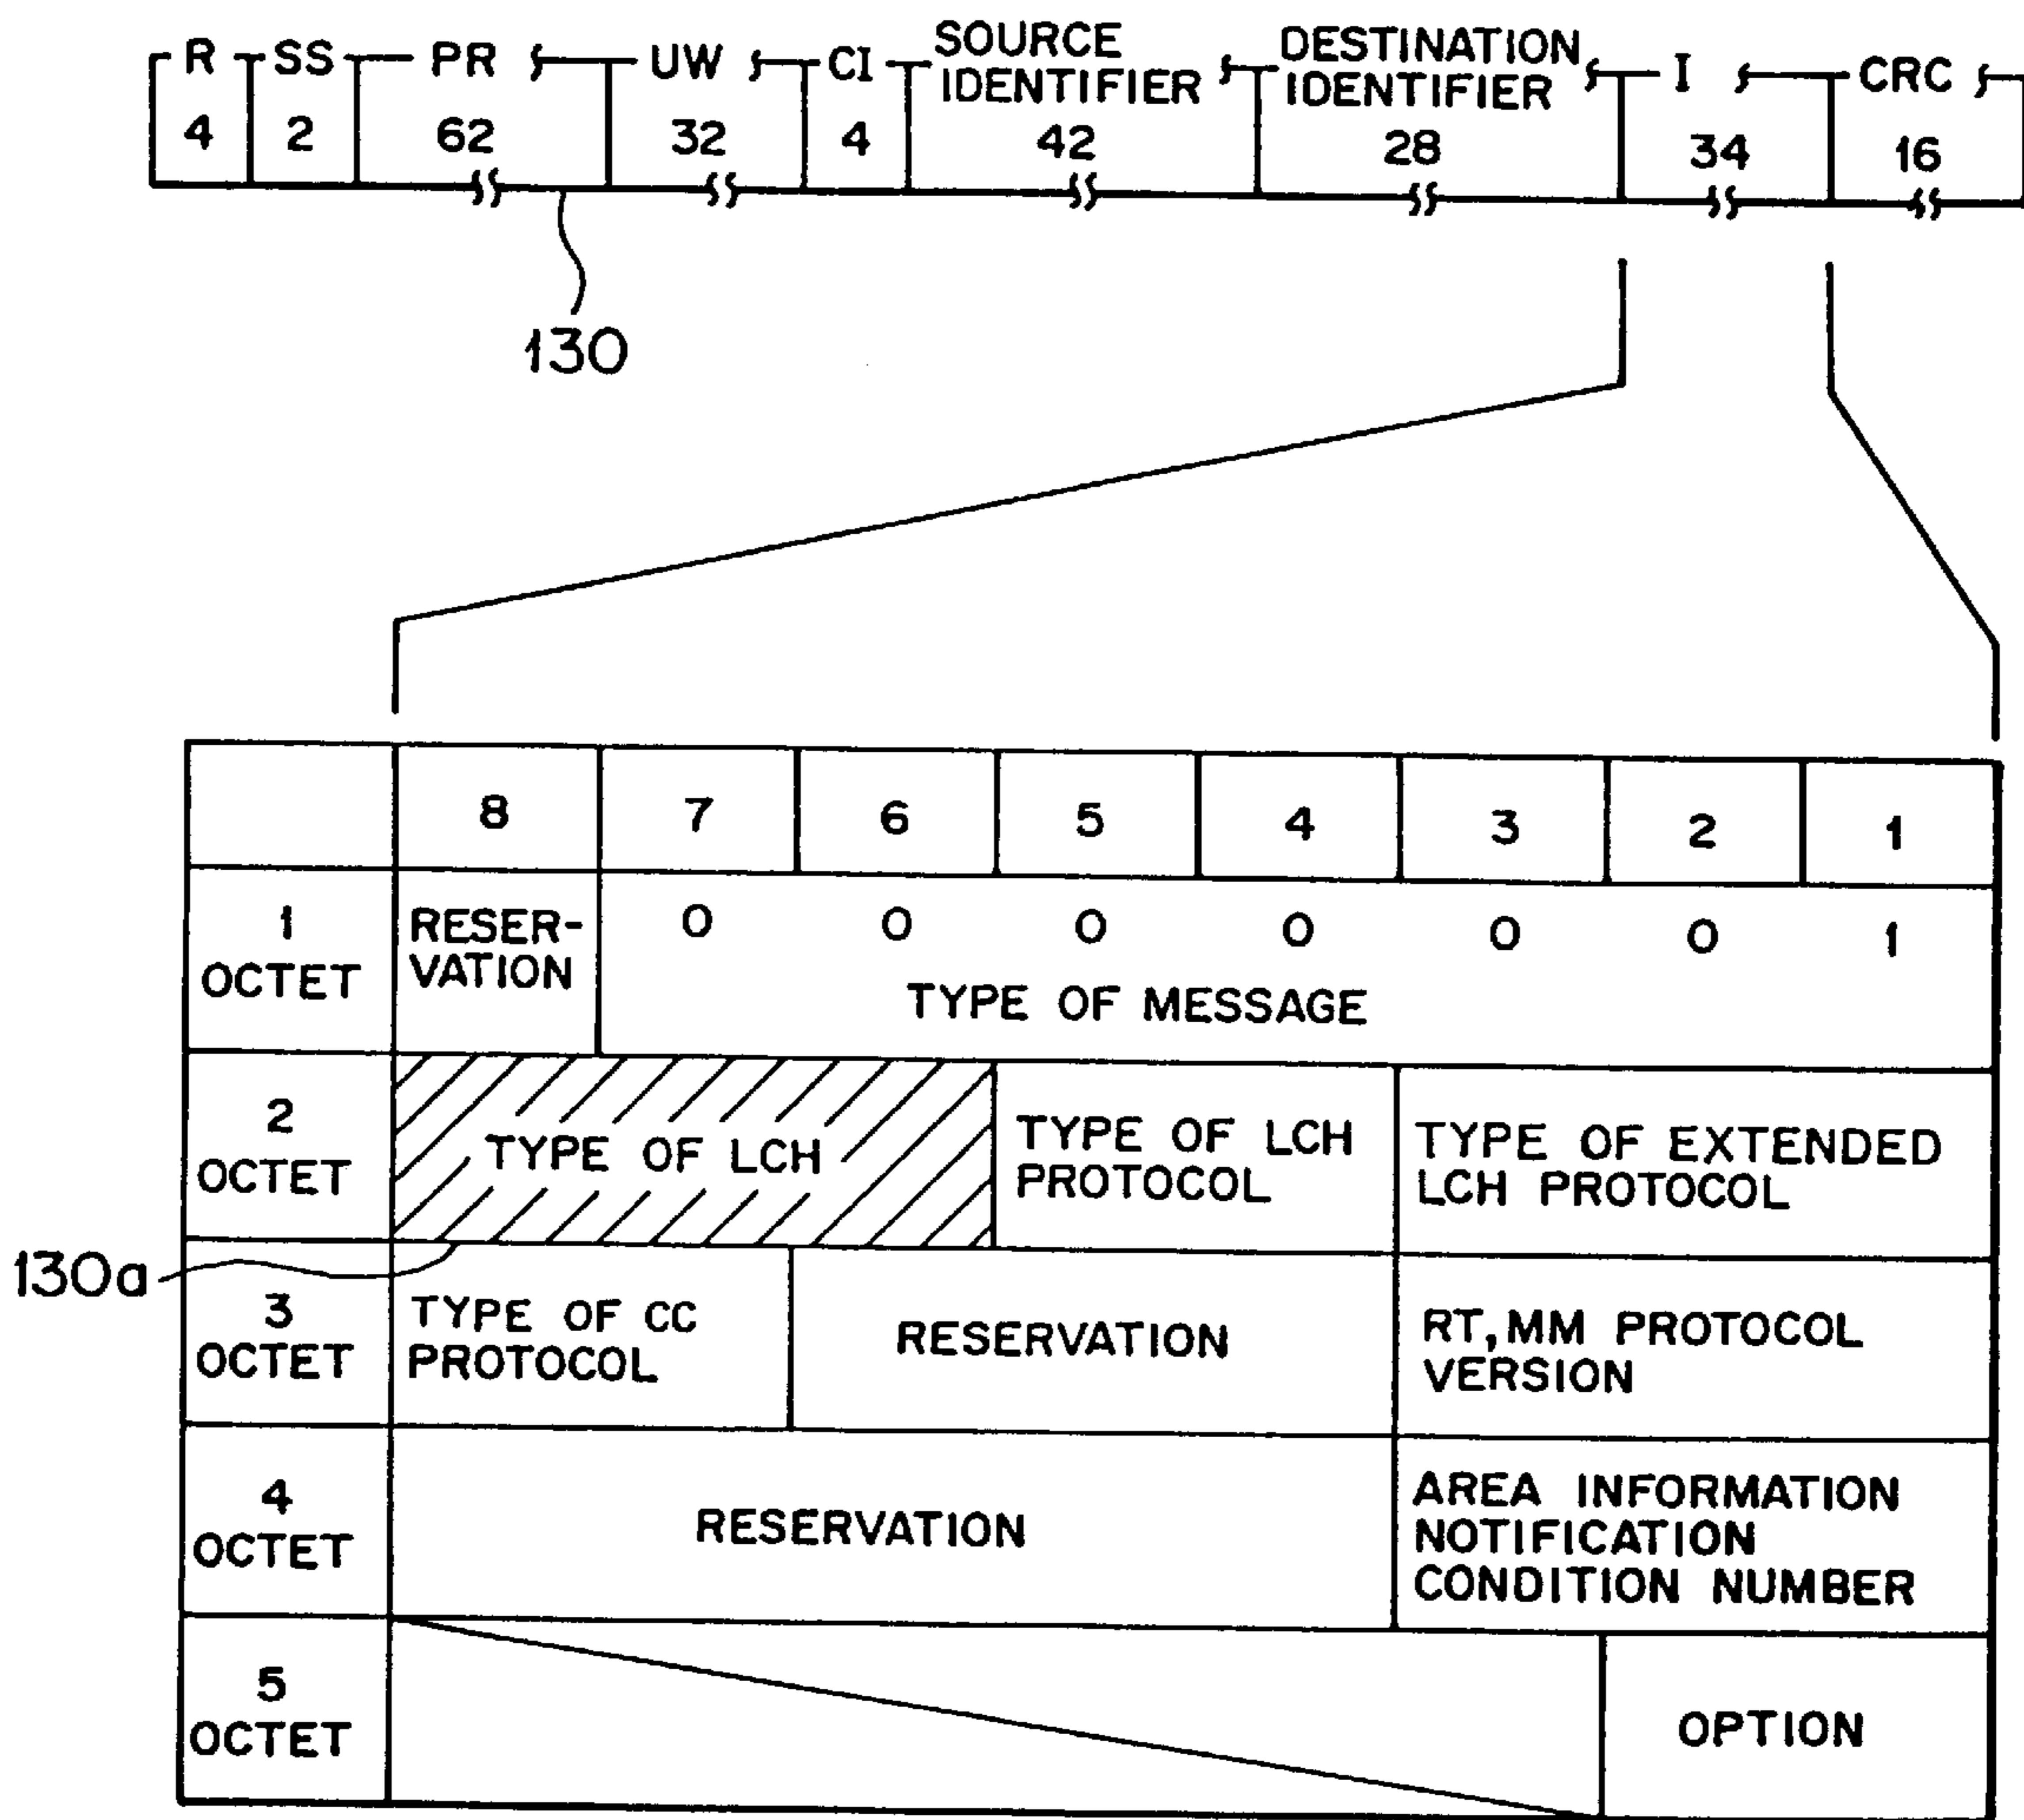 R SS PR UW CI SOURCE IDENTIFIER DESTINATION IDENTIFIER I CRC
4 2 62 32 4 42 28 34 16
130
8 7 6 5 4 3 2 1
1 OCTET
RESER-
VATION
0 0 0 0 0 0 1
TYPE OF MESSAGE
2 OCTET
TYPE OF LCH
TYPE OF LCH
PROTOCOL
TYPE OF EXTENDED
LCH PROTOCOL
130a
3 OCTET
TYPE OF CC
PROTOCOL
RESERVATION
RT, MM PROTOCOL
VERSION
4 OCTET
RESERVATION
AREA INFORMATION
NOTIFICATION
CONDITION NUMBER
5 OCTET
OPTION